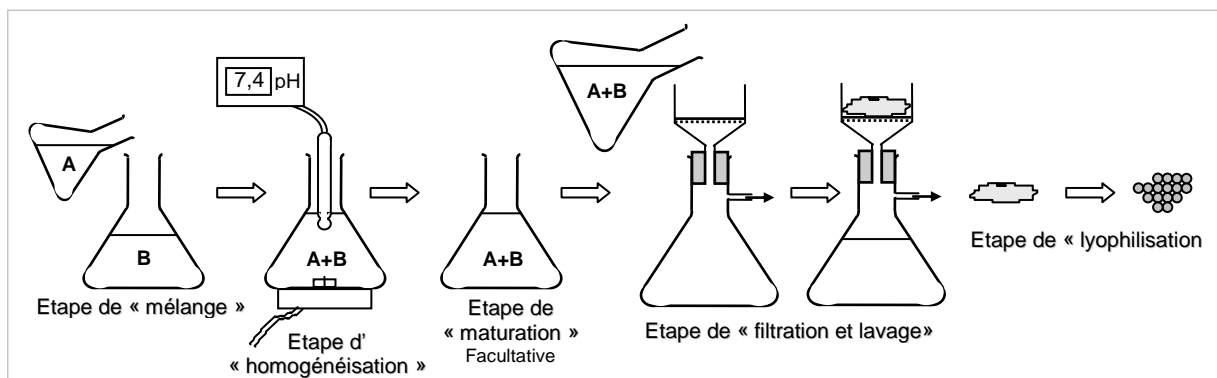 7,4 pH
A
B
A+B
A+B
A+B
Etape de « mélange »
Etape d’
« homogénéisation »
Etape de
« maturation »
Facultative
Etape de « filtration et lavage»
Etape de « lyophilisation